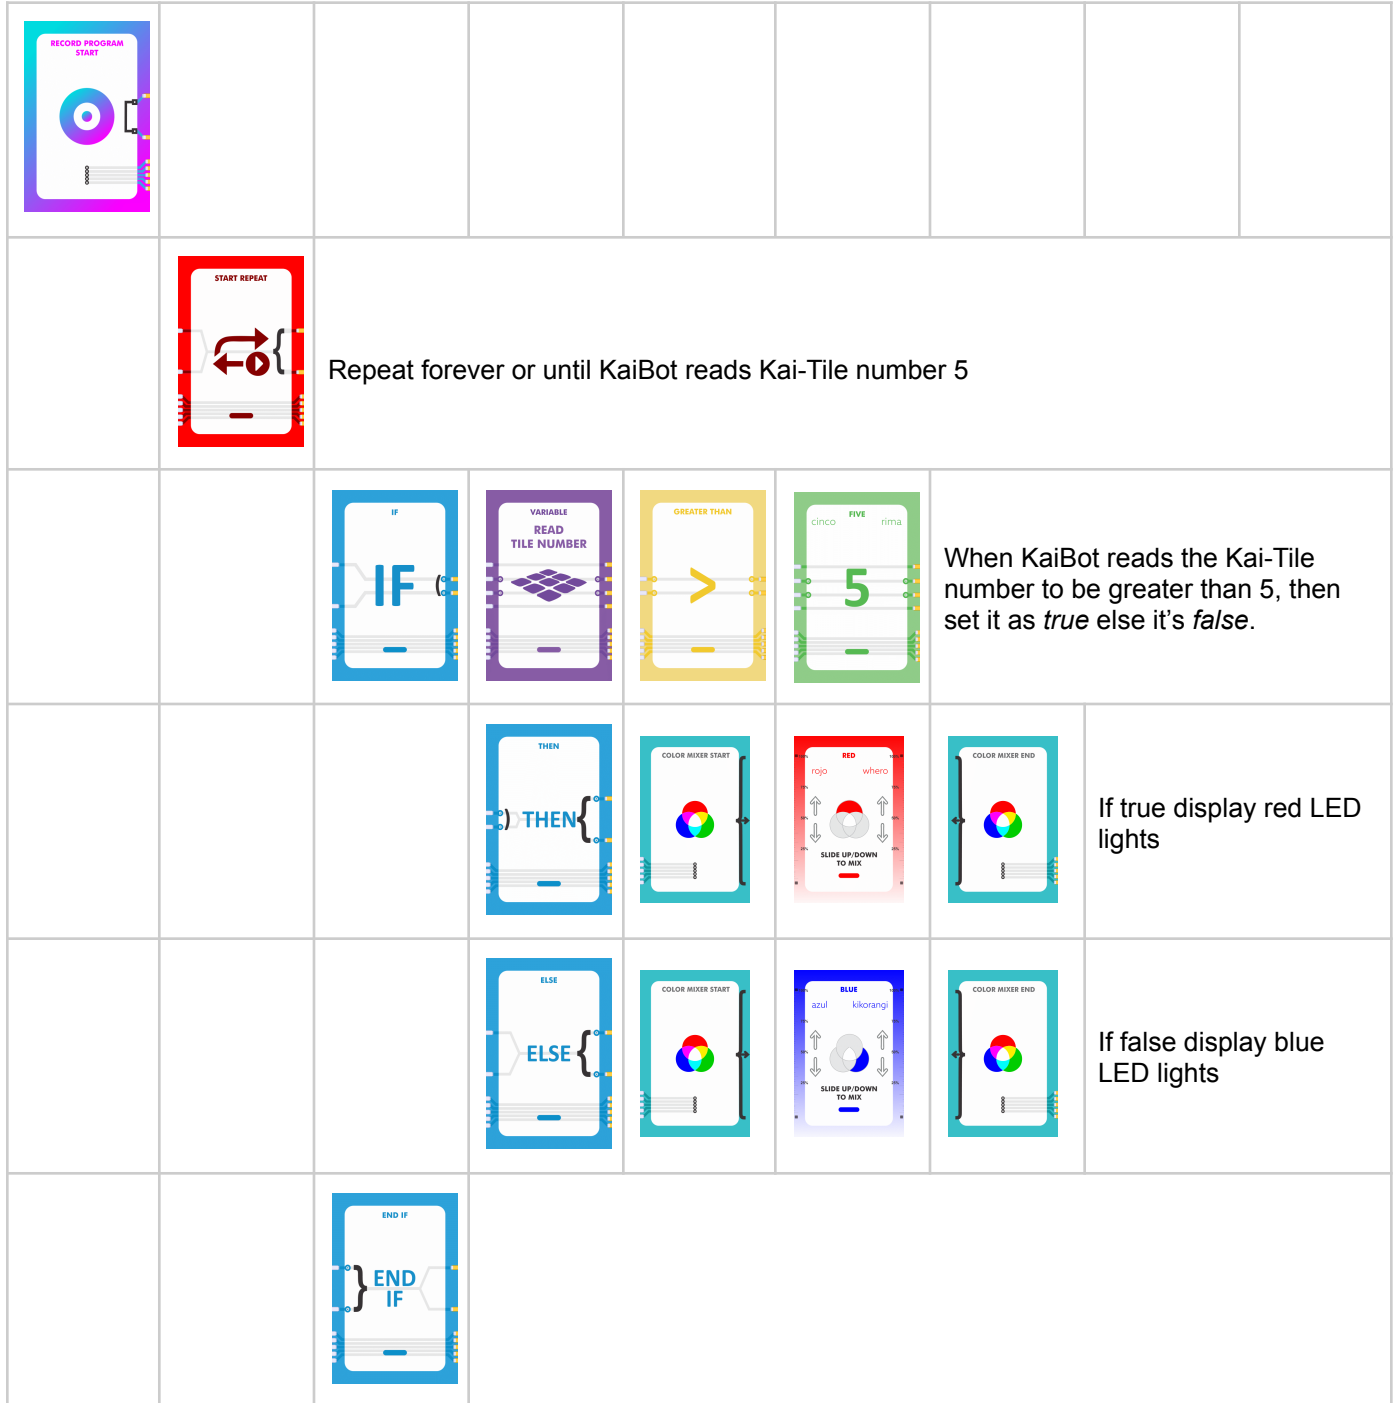 RECORD PROGRAM
START
START REPEAT
Repeat forever or until KaiBot reads Kai-Tile number 5
IF
IF (
VARIABLE
READ
TILE NUMBER
GREATER THAN
>
FIVE
cinco rima
5
When KaiBot reads the Kai-Tile
number to be greater than 5, then
set it as true else it’s false.
THEN
) THEN {
COLOR MIXER START
RED
rojo whero
75%
50%
25%
SLIDE UP/DOWN
TO MIX
COLOR MIXER END
If true display red LED
lights
ELSE
ELSE {
COLOR MIXER START
BLUE
azul kikorangi
SLIDE UP/DOWN
TO MIX
COLOR MIXER END
If false display blue
LED lights
END IF
} END
IF